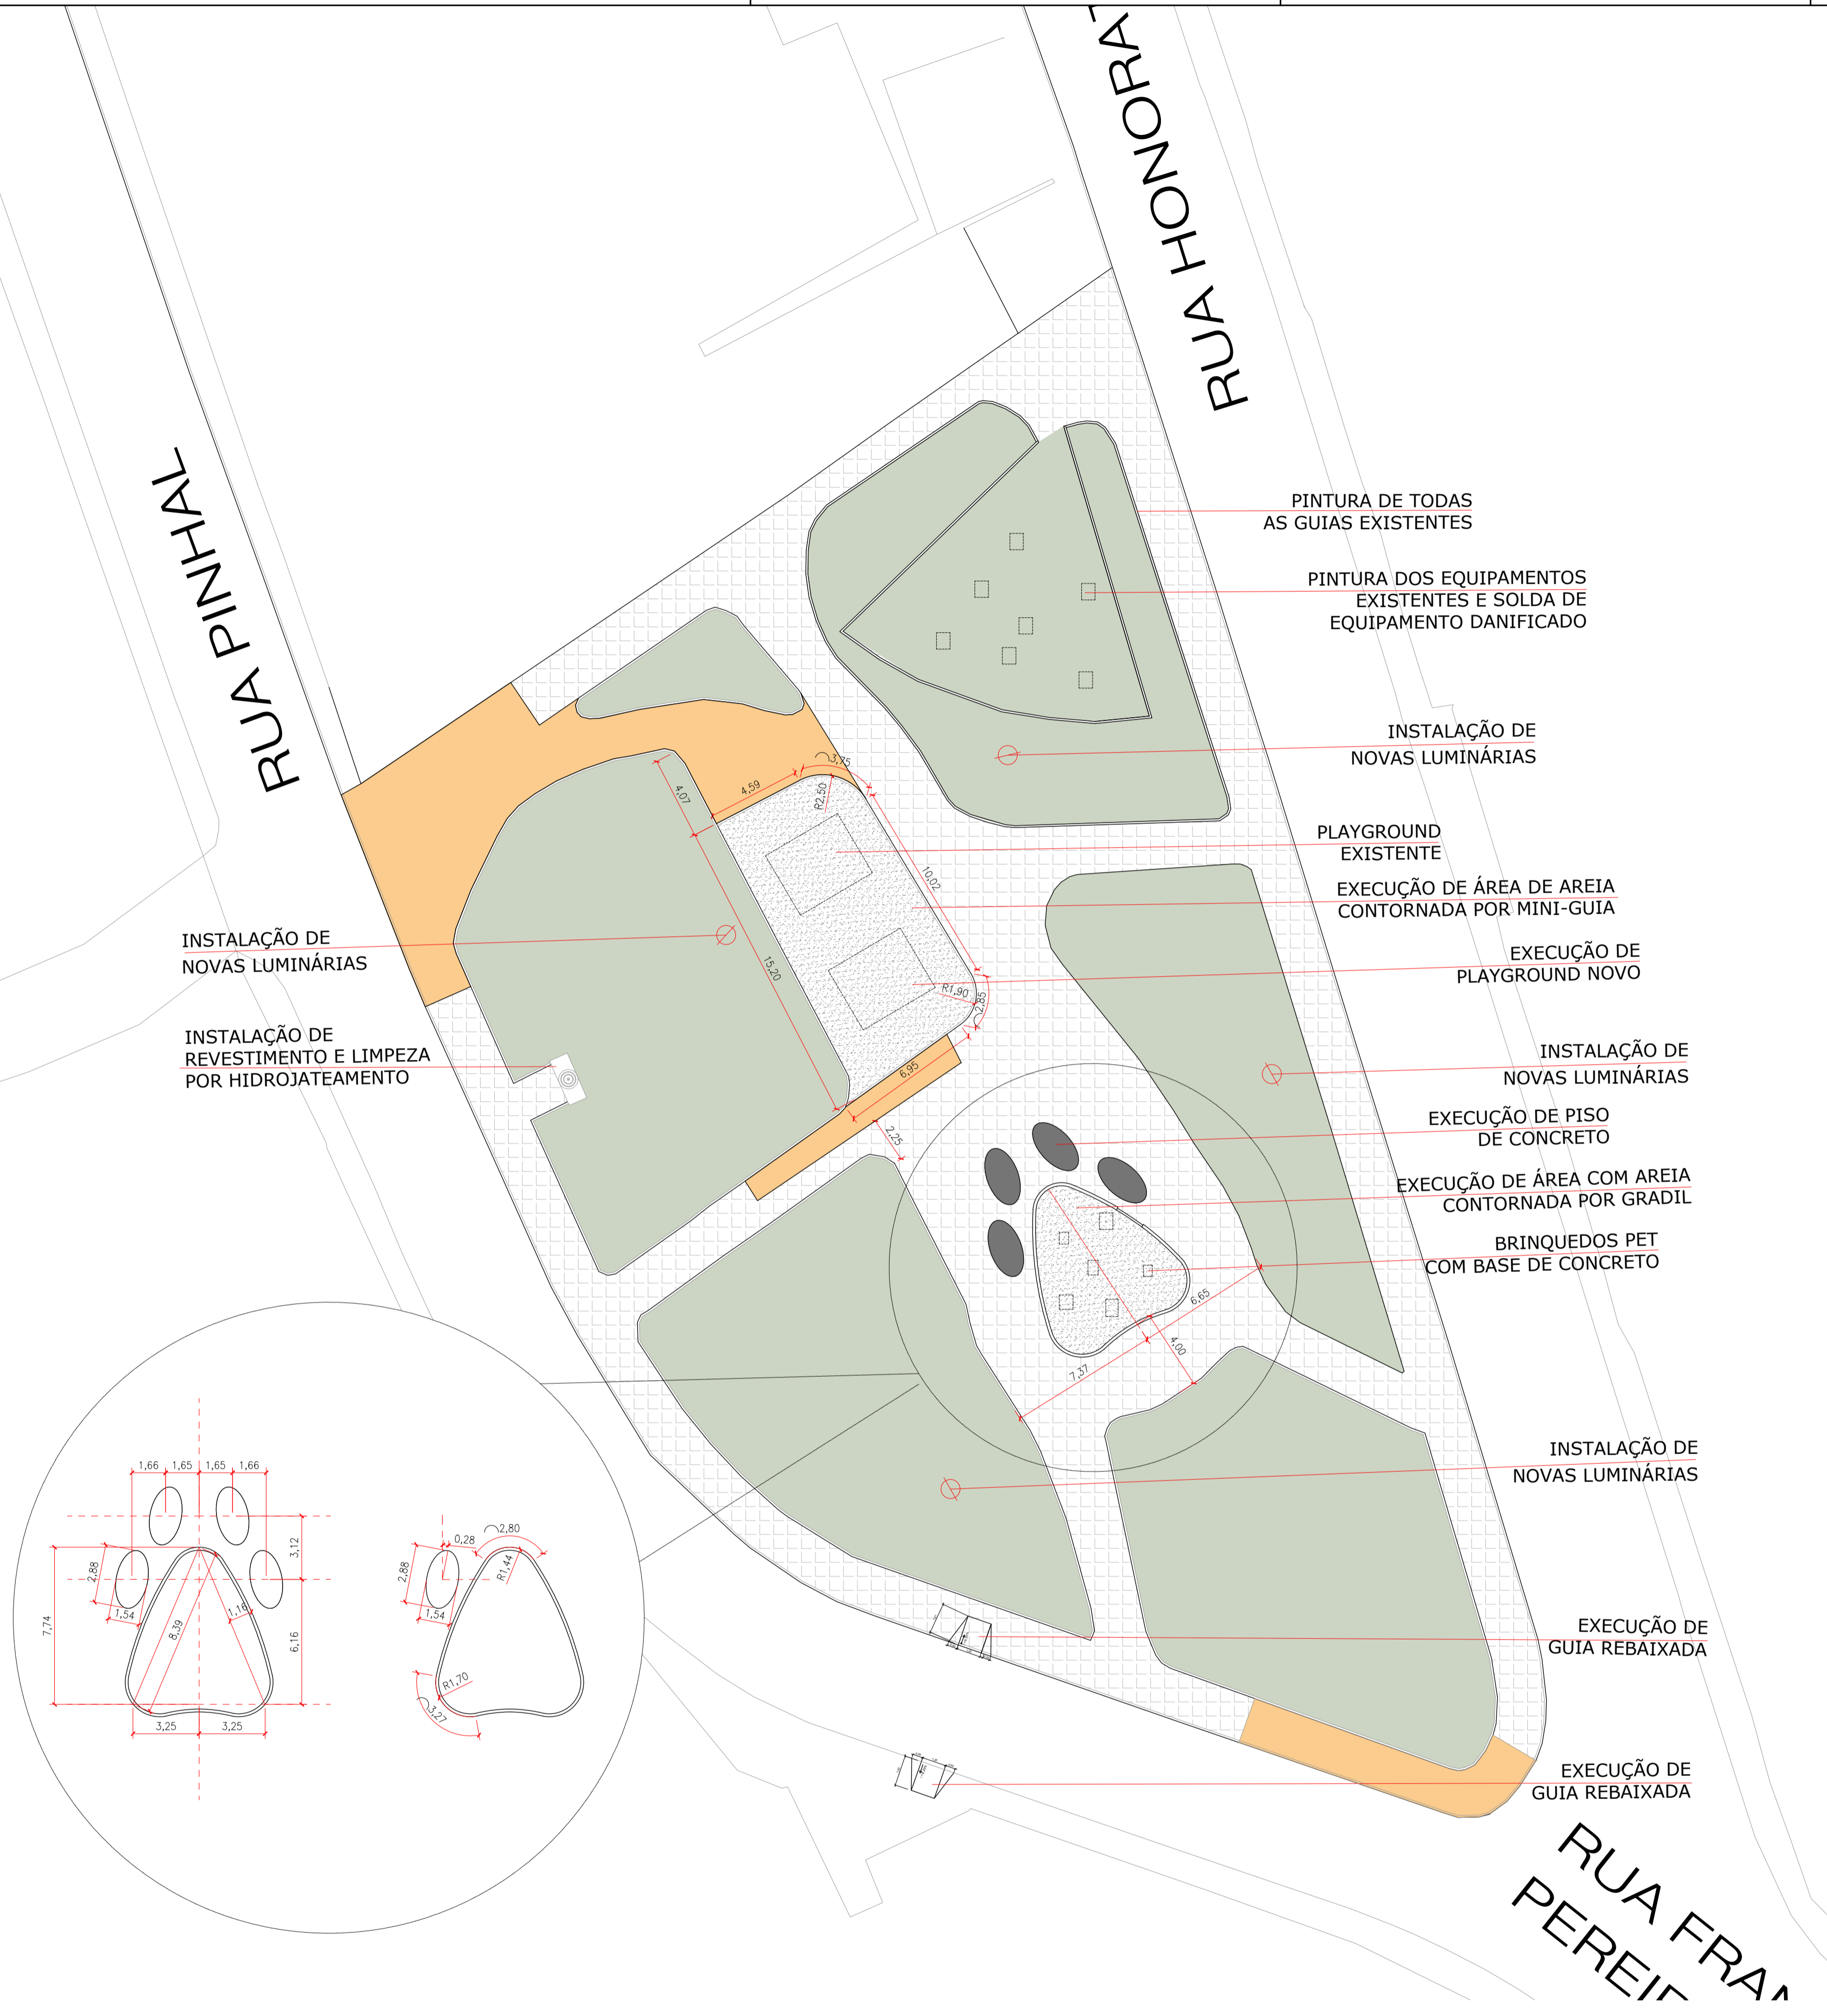 RUA HONORA
RUA PINHAL
PINTURA DE TODAS
AS GUIAS EXISTENTES
PINTURA DOS EQUIPAMENTOS
EXISTENTES E SOLDA DE
EQUIPAMENTO DANIFICADO
INSTALAÇÃO DE
NOVAS LUMINÁRIAS
PLAYGROUND
EXISTENTE
EXECUÇÃO DE ÁREA DE AREIA
CONTORNADA POR MINI-GUIA
EXECUÇÃO DE
PLAYGROUND NOVO
INSTALAÇÃO DE
NOVAS LUMINÁRIAS
INSTALAÇÃO DE
REVESTIMENTO E LIMPEZA
POR HIDROJATEAMENTO
INSTALAÇÃO DE
NOVAS LUMINÁRIAS
EXECUÇÃO DE PISO
DE CONCRETO
EXECUÇÃO DE ÁREA COM AREIA
CONTORNADA POR GRADIL
BRINQUEDOS PET
COM BASE DE CONCRETO
INSTALAÇÃO DE
NOVAS LUMINÁRIAS
EXECUÇÃO DE
GUIA REBAIXADA
EXECUÇÃO DE
GUIA REBAIXADA
RUA FRAN
PEREI
4,07
4,59
3,75
R2,50
10,02
15,20
R1,90
2,85
6,95
2,25
6,65
4,00
7,37
1,66
1,65
1,65
1,66
3,12
2,88
1,54
7,74
8,39
1,16
6,16
3,25
3,25
0,28
2,80
R1,44
2,88
1,54
R1,70
3,27